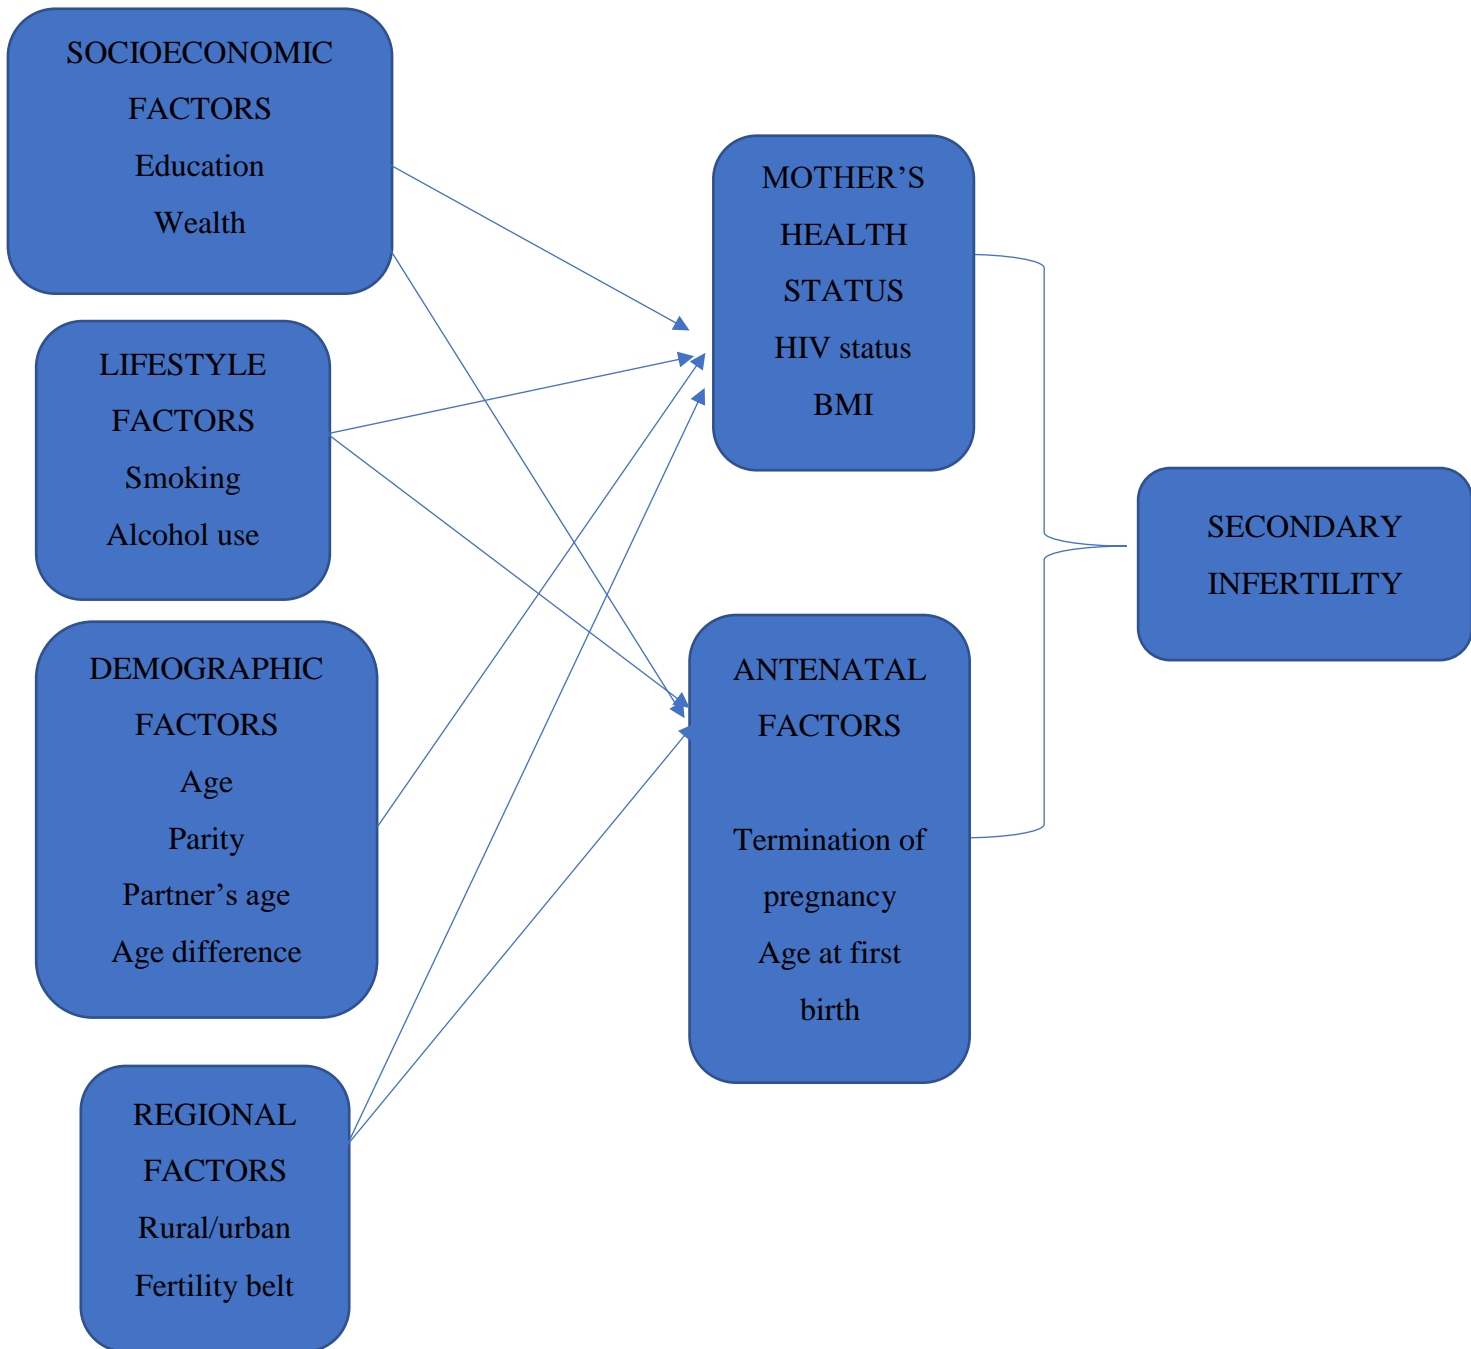 SOCIOECONOMIC
FACTORS
Education
Wealth
LIFESTYLE
FACTORS
Smoking
Alcohol use
DEMOGRAPHIC
FACTORS
Age
Parity
Partner’s age
Age difference
REGIONAL
FACTORS
Rural/urban
Fertility belt
MOTHER’S
HEALTH
STATUS
HIV status
BMI
ANTENATAL
FACTORS
Termination of
pregnancy
Age at first
birth
SECONDARY
INFERTILITY